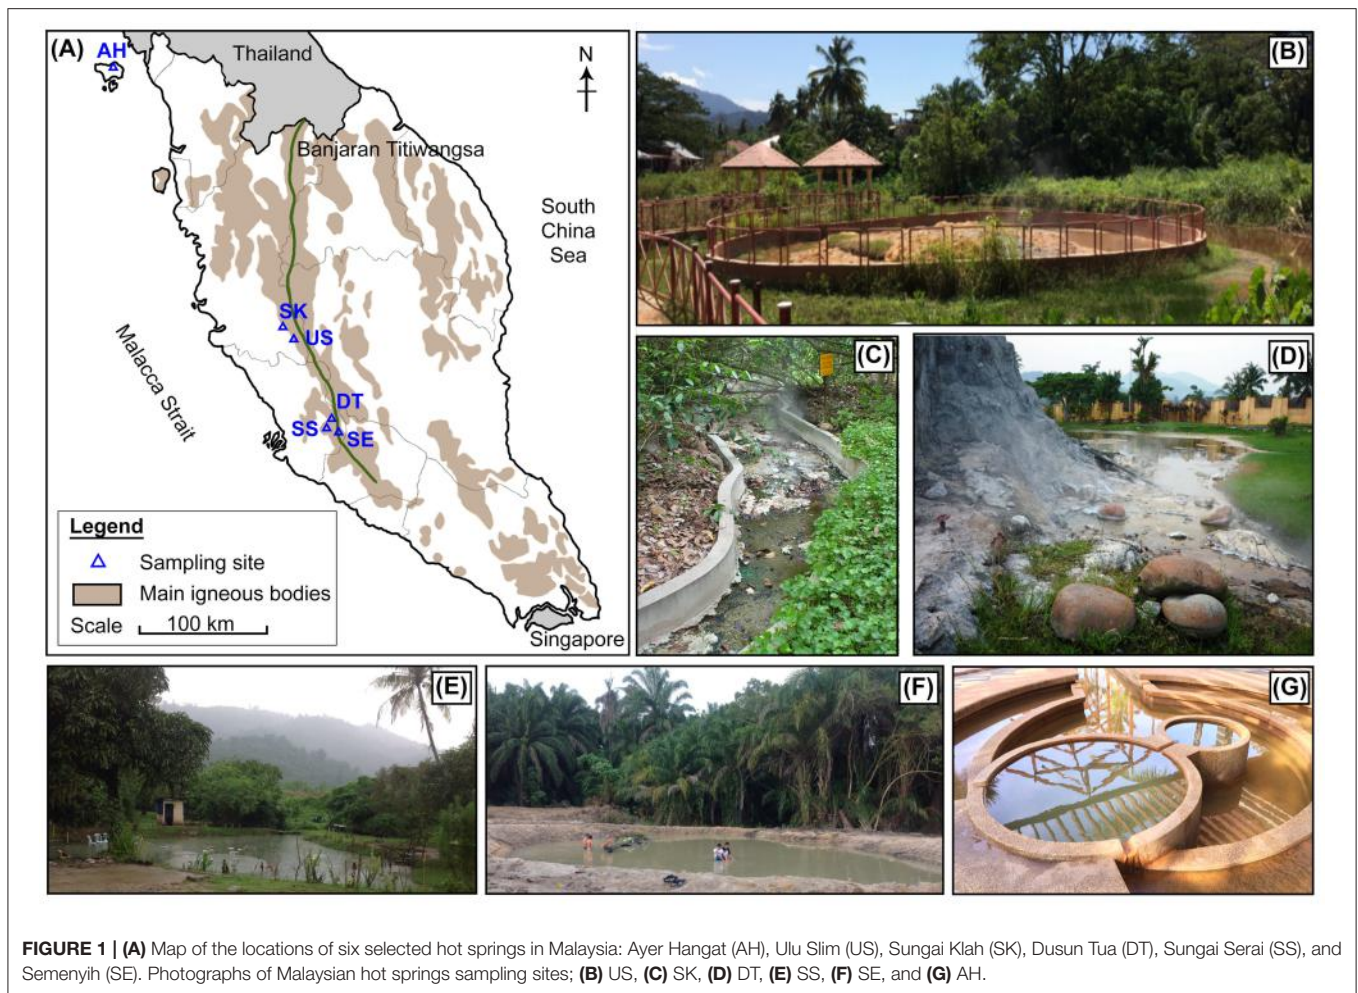 (A)
AH
Thailand
N
Banjaran Titiwangsa
South
China
Sea
SK
US
Malacca Strait
DT
SS
SE
Legend
Sampling site
Main igneous bodies
Scale
100 km
Singapore
(B)
(C)
(D)
(E)
(F)
(G)
FIGURE 1 | (A) Map of the locations of six selected hot springs in Malaysia: Ayer Hangat (AH), Ulu Slim (US), Sungai Klah (SK), Dusun Tua (DT), Sungai Serai (SS), and
Semenyih (SE). Photographs of Malaysian hot springs sampling sites; (B) US, (C) SK, (D) DT, (E) SS, (F) SE, and (G) AH.